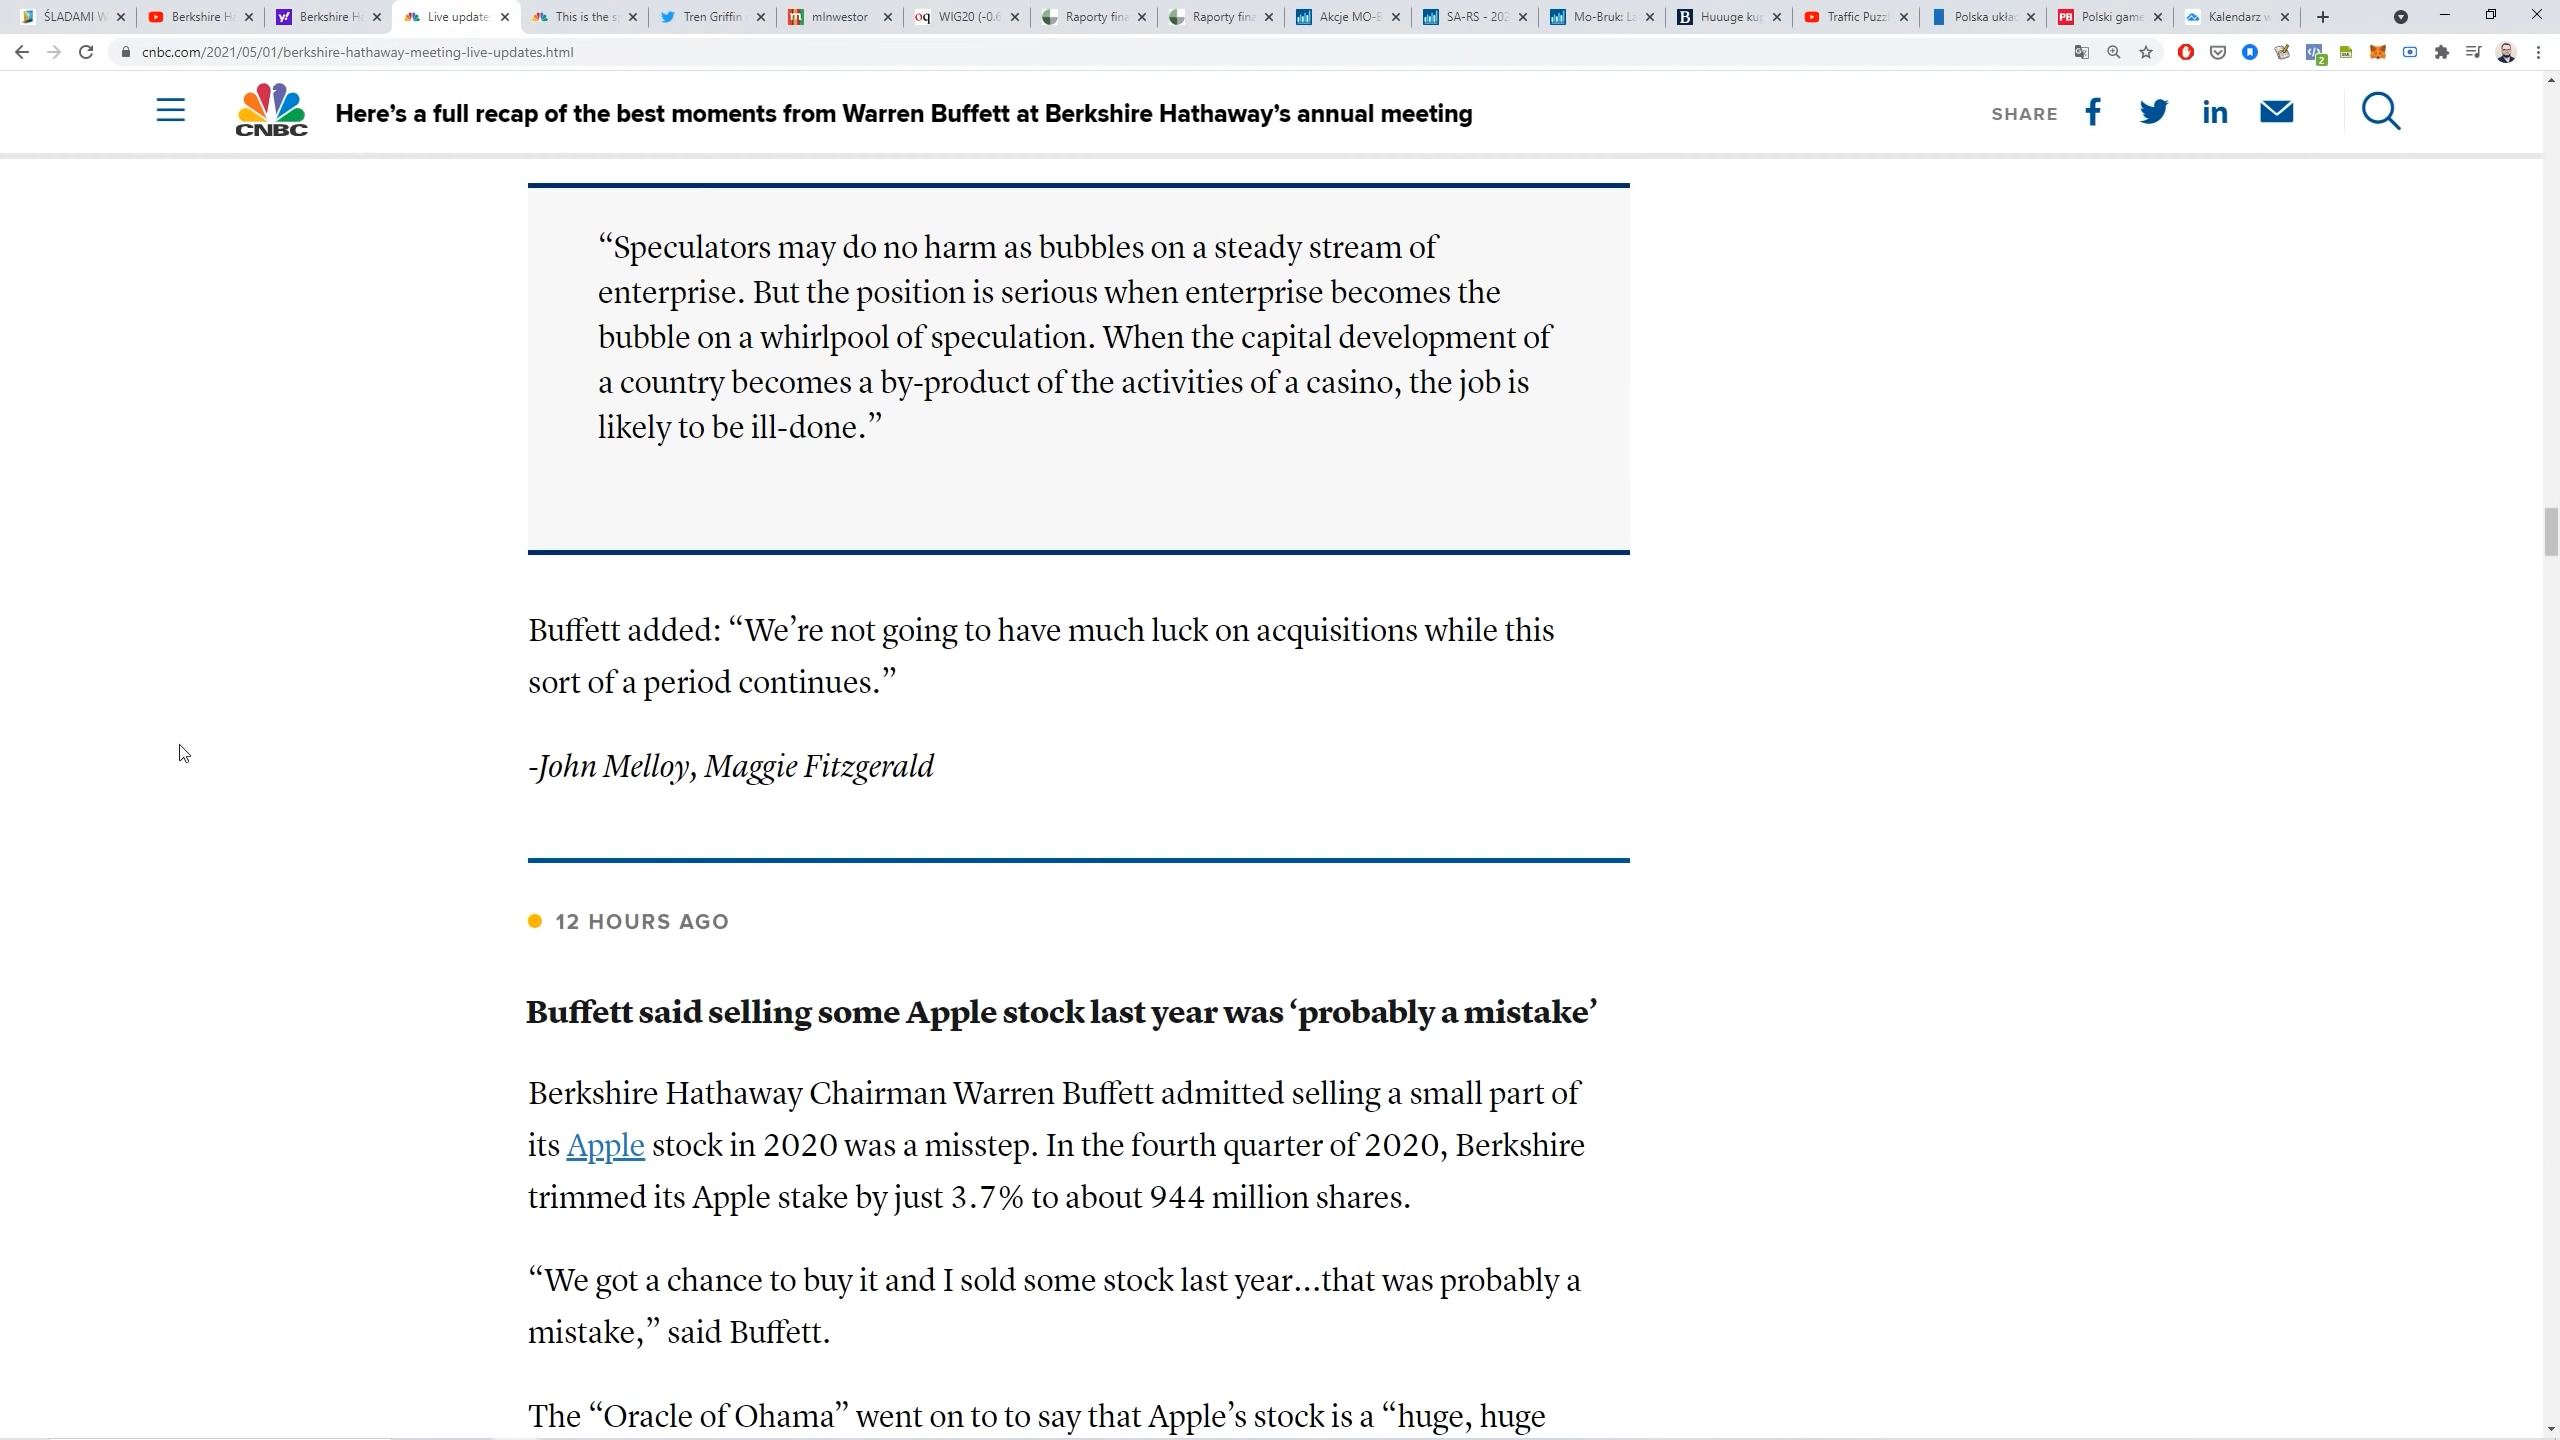 ŚLADAMI W
Berkshire H
Berkshire H
Live update
This is the s
Tren Griffin
mInwestor
WIG20 (-0.6
Raporty fina
Raporty fina
Akcje MO-B
SA-RS - 202
Mo-Bruk: La
Huuuge ku
Traffic Puzz
Polska ukła
Polski game
Kalendarz w
cnbc.com/2021/05/01/berkshire-hathaway-meeting-live-updates.html
CNBC
Here’s a full recap of the best moments from Warren Buffett at Berkshire Hathaway’s annual meeting
SHARE
“Speculators may do no harm as bubbles on a steady stream of
enterprise. But the position is serious when enterprise becomes the
bubble on a whirlpool of speculation. When the capital development of
a country becomes a by-product of the activities of a casino, the job is
likely to be ill-done.”
Buffett added: “We’re not going to have much luck on acquisitions while this
sort of a period continues.”
-John Melloy, Maggie Fitzgerald
12 HOURS AGO
Buffett said selling some Apple stock last year was ‘probably a mistake’
Berkshire Hathaway Chairman Warren Buffett admitted selling a small part of
its Apple stock in 2020 was a misstep. In the fourth quarter of 2020, Berkshire
trimmed its Apple stake by just 3.7% to about 944 million shares.
“We got a chance to buy it and I sold some stock last year...that was probably a
mistake,” said Buffett.
The “Oracle of Ohama” went on to to say that Apple’s stock is a “huge, huge